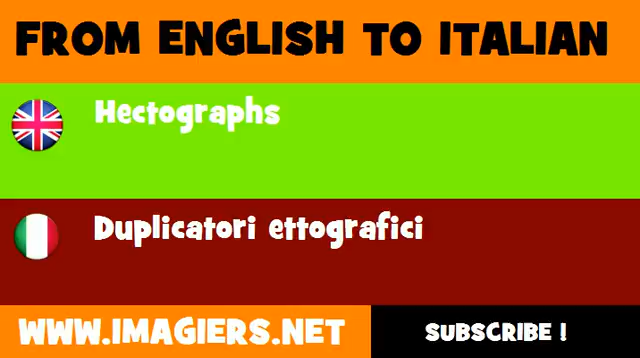 FROM ENGLISH TO ITALIAN
Hectographs
Duplicatori ettografici
WWW.IMAGIERS.NET
SUBSCRIBE !